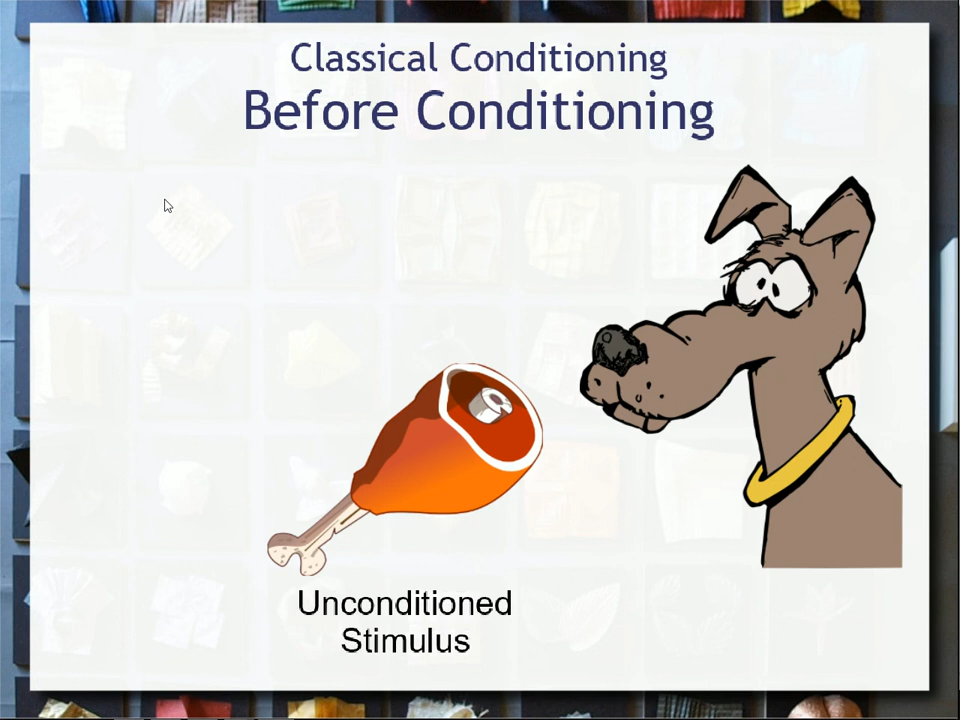 Classical Conditioning
Before Conditioning
Unconditioned
Stimulus